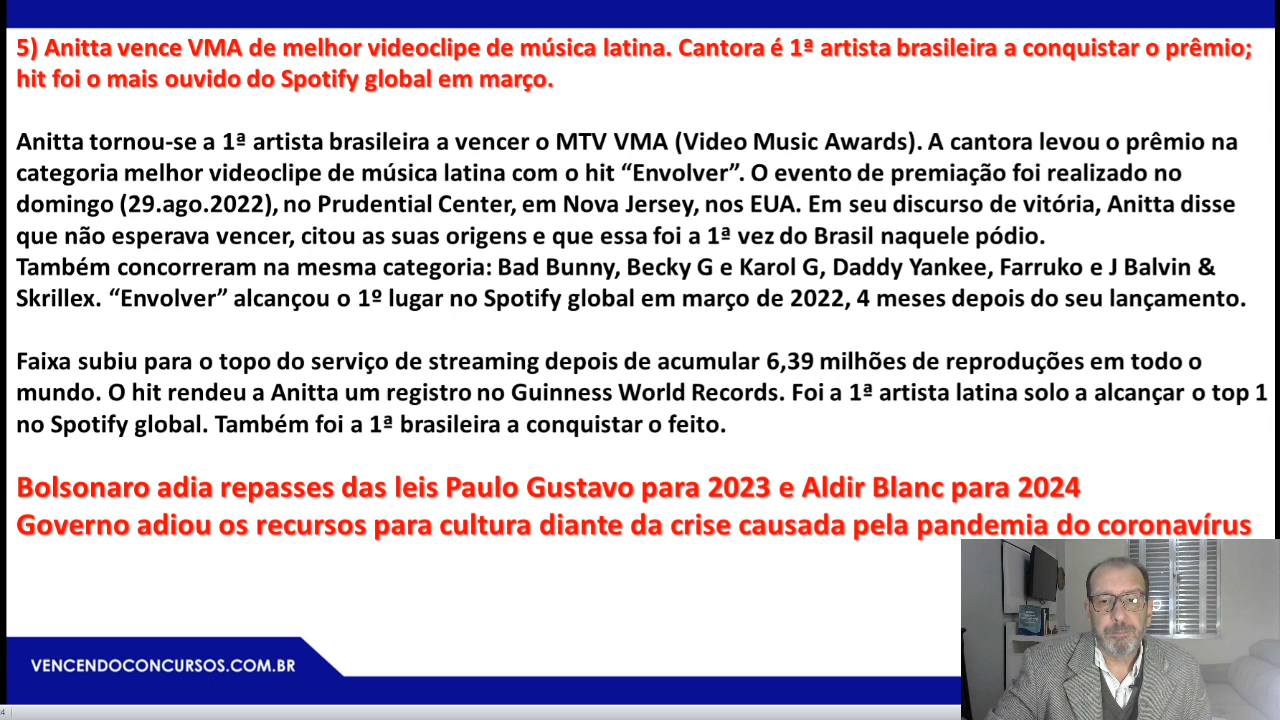 5) Anitta vence VMA de melhor videoclipe de música latina. Cantora é 1ª artista brasileira a conquistar o prêmio;
hit foi o mais ouvido do Spotify global em março.
Anitta tornou-se a 1ª artista brasileira a vencer o MTV VMA (Video Music Awards). A cantora levou o prêmio na
categoria melhor videoclipe de música latina com o hit “Envolver”. O evento de premiação foi realizado no
domingo (29.ago.2022), no Prudential Center, em Nova Jersey, nos EUA. Em seu discurso de vitória, Anitta disse
que não esperava vencer, citou as suas origens e que essa foi a 1ª vez do Brasil naquele pódio.
Também concorreram na mesma categoria: Bad Bunny, Becky G e Karol G, Daddy Yankee, Farruko e J Balvin &
Skrillex. “Envolver” alcançou o 1º lugar no Spotify global em março de 2022, 4 meses depois do seu lançamento.
Faixa subiu para o topo do serviço de streaming depois de acumular 6,39 milhões de reproduções em todo o
mundo. O hit rendeu a Anitta um registro no Guinness World Records. Foi a 1ª artista latina solo a alcançar o top 1
no Spotify global. Também foi a 1ª brasileira a conquistar o feito.
Bolsonaro adia repasses das leis Paulo Gustavo para 2023 e Aldir Blanc para 2024
Governo adiou os recursos para cultura diante da crise causada pela pandemia do coronavírus
VENCENDOCONCURSOS.COM.BR